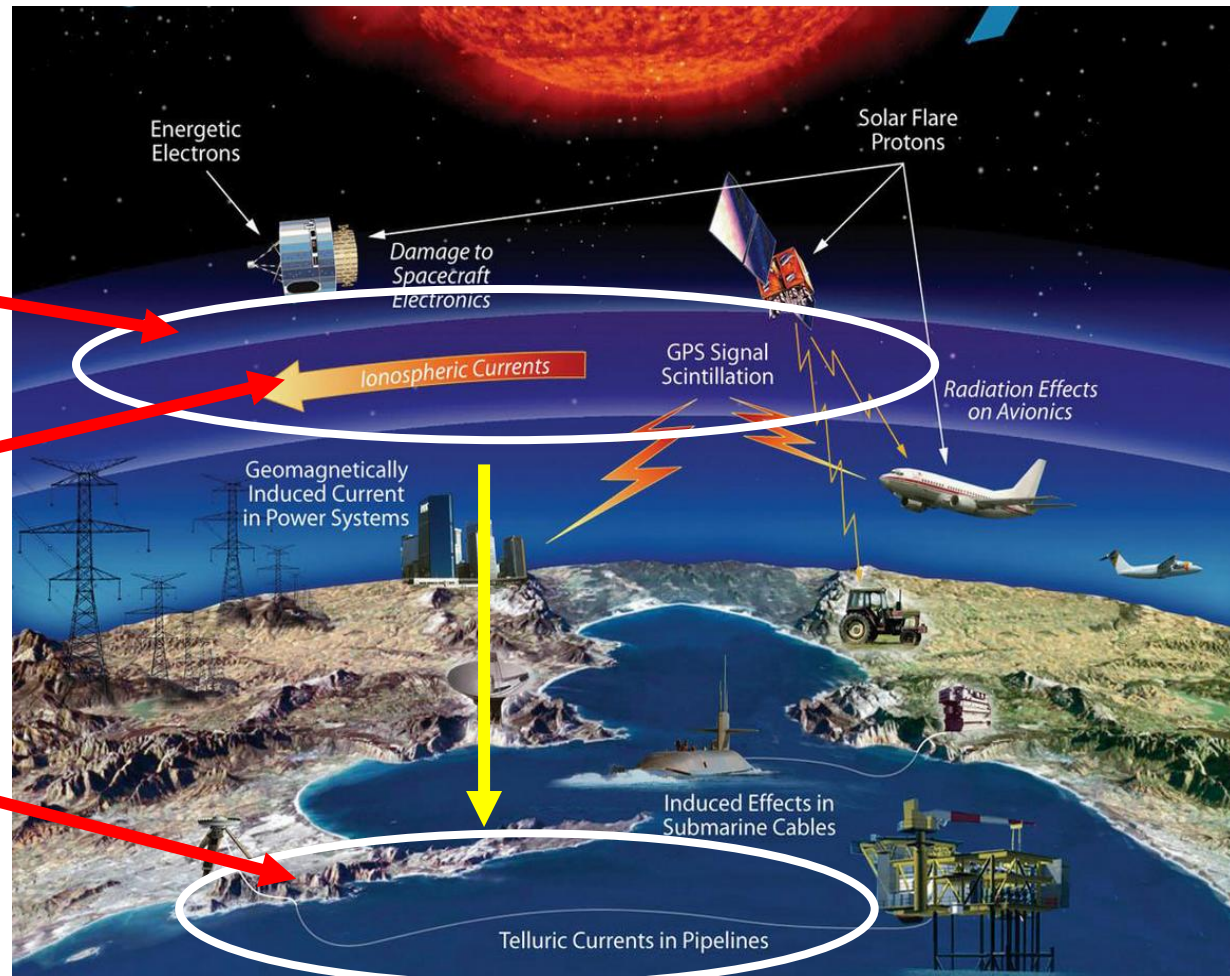 Energetic
Electrons
Solar Flare
Protons
Damage to
Spacecraft
Electronics
Ionospheric Currents
GPS Signal
Scintillation
Radiation Effects
on Avionics
Geomagnetically
Induced Current
in Power Systems
Induced Effects in
Submarine Cables
Telluric Currents in Pipelines